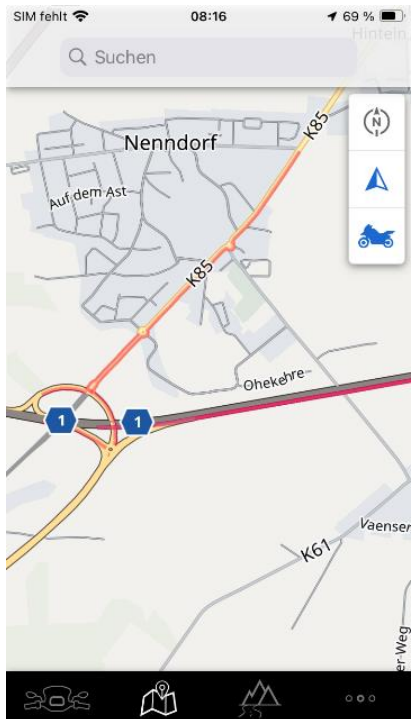 SIM fehlt 08:16 69 %
Hintein
Suchen
K85
N
Nenndorf
Auf dem Ast
K85
Ohekehre
1
1
Vaensen
K61
er Weg